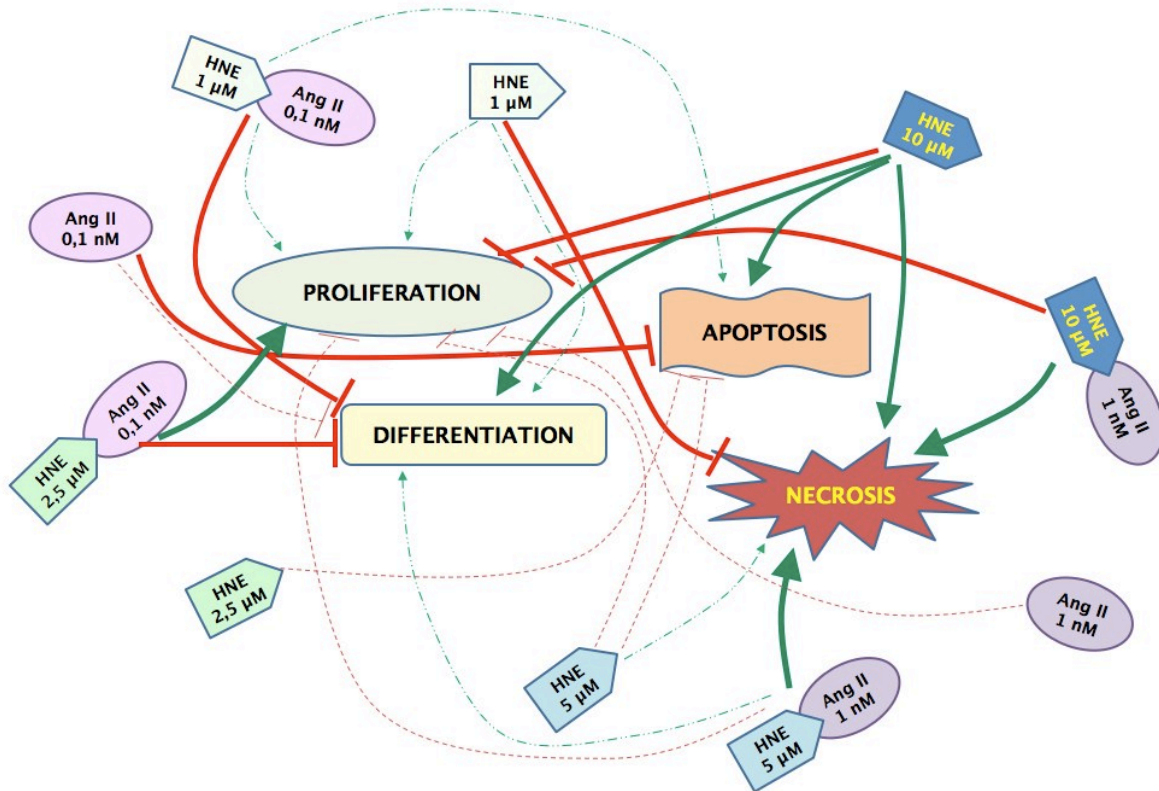 HNE
1 µM
Ang II
0,1 nM
HNE
1 µM
HNE
10 µM
Ang II
0,1 nM
PROLIFERATION
APOPTOSIS
HNE
10 µM
Ang II
1 nM
Ang II
0,1 nM
HNE
2,5 µM
DIFFERENTIATION
NECROSIS
HNE
2,5 µM
Ang II
1 nM
HNE
5 µM
Ang II
1 nM
HNE
5 µM